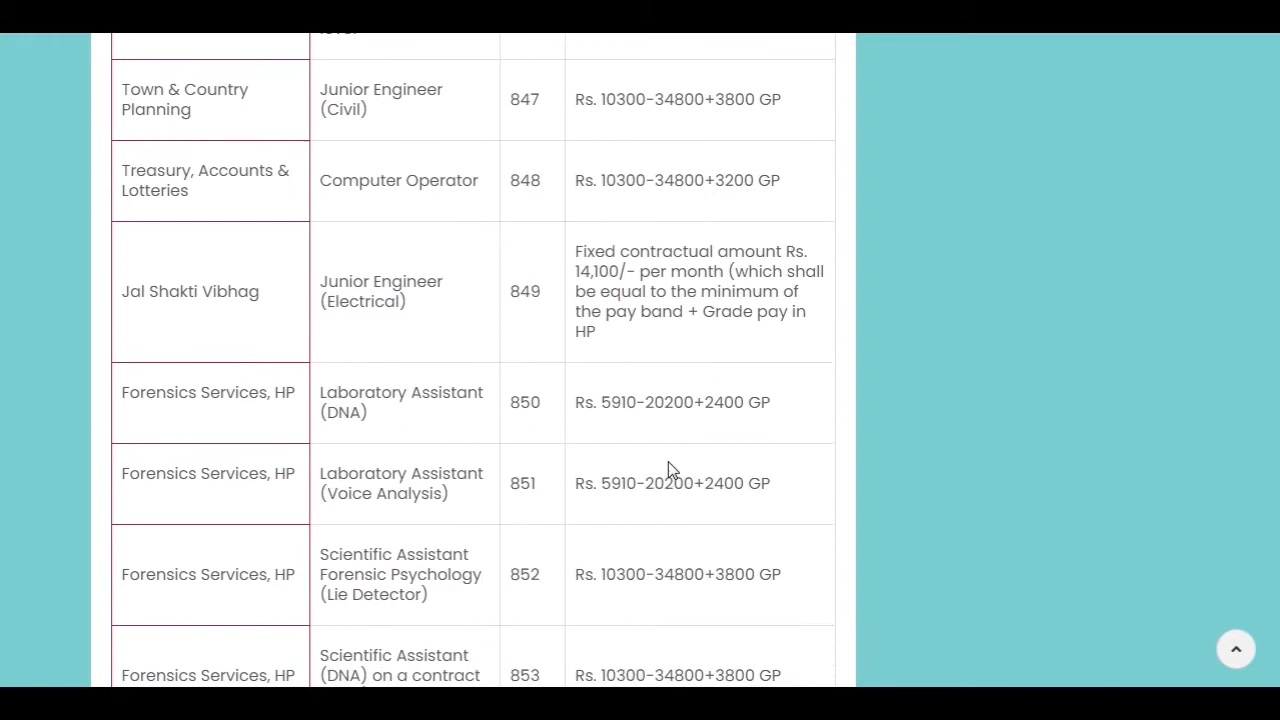 Town & Country
Planning
Junior Engineer
(Civil)
847
Rs. 10300-34800+3800 GP
Treasury, Accounts &
Lotteries
Computer Operator
848
Rs. 10300-34800+3200 GP
Jal Shakti Vibhag
Junior Engineer
(Electrical)
849
Fixed contractual amount Rs.
14,100/- per month (which shall
be equal to the minimum of
the pay band + Grade pay in
HP
Forensics Services, HP
Laboratory Assistant
(DNA)
850
Rs. 5910-20200+2400 GP
Forensics Services, HP
Laboratory Assistant
(Voice Analysis)
851
Rs. 5910-20200+2400 GP
Forensics Services, HP
Scientific Assistant
Forensic Psychology
(Lie Detector)
852
Rs. 10300-34800+3800 GP
Forensics Services, HP
Scientific Assistant
(DNA) on a contract
853
Rs. 10300-34800+3800 GP